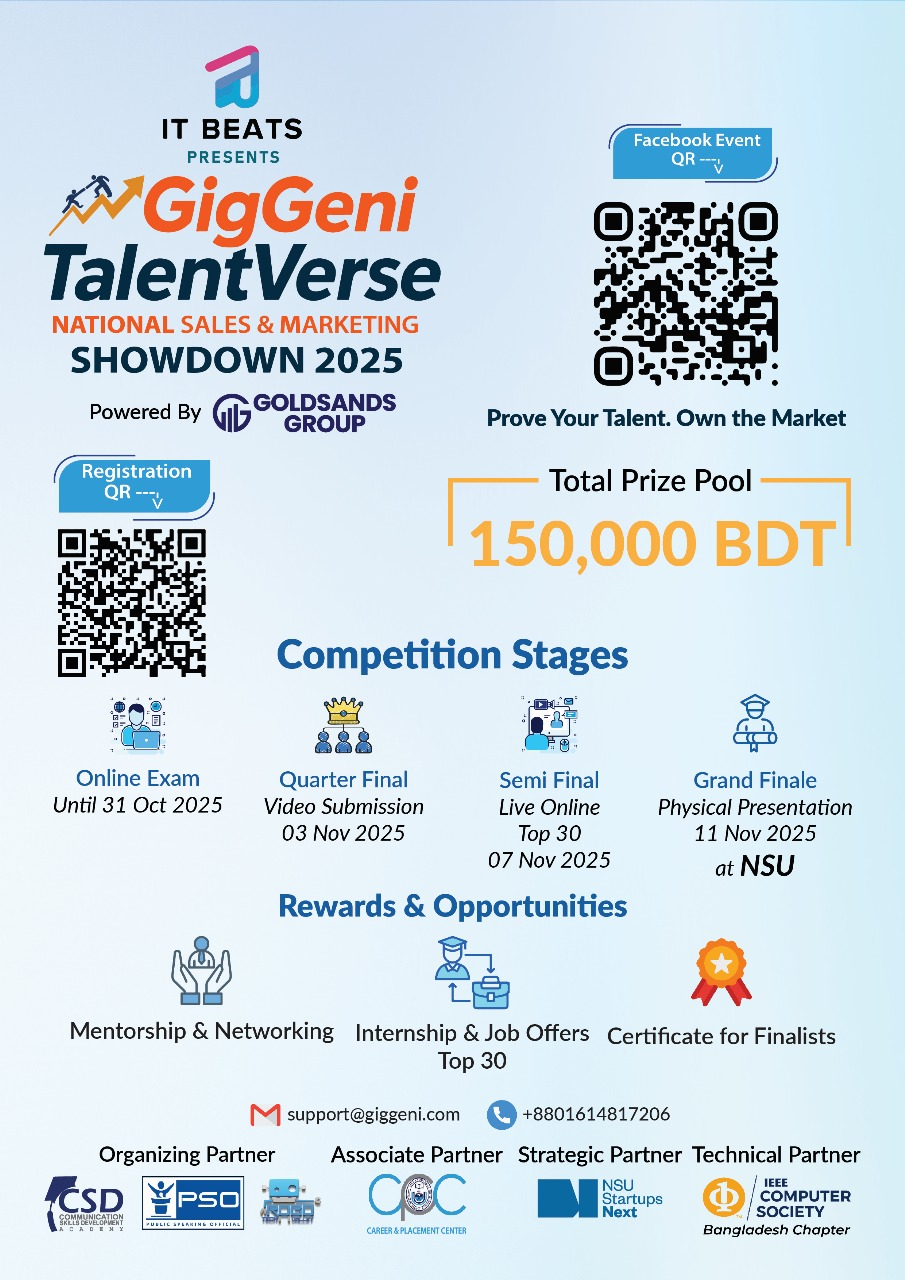 IT BEATS
PRESENTS
GigGeni
TalentVerse
NATIONAL SALES & MARKETING
SHOWDOWN 2025
Powered By GOLDSANDS GROUP
Facebook Event
QR ---,
V
Prove Your Talent. Own the Market
Registration
QR ---,
V
Total Prize Pool
150,000 BDT
Competition Stages
Online Exam
Until 31 Oct 2025
Quarter Final
Video Submission
03 Nov 2025
Semi Final
Live Online
Top 30
07 Nov 2025
Grand Finale
Physical Presentation
11 Nov 2025
at NSU
Rewards & Opportunities
Mentorship & Networking
Internship & Job Offers
Top 30
Certificate for Finalists
support@giggeni.com
+8801614817206
Organizing Partner
CSD
COMMUNICATION
SKILLS DEVELOPMENT
ACADEMY
PSO
PUBLIC SPEAKING OFFICIAL
Associate Partner
CPC
CAREER & PLACEMENT CENTER
Strategic Partner
NSU
Startups
Next
Technical Partner
IEEE
COMPUTER
SOCIETY
Bangladesh Chapter